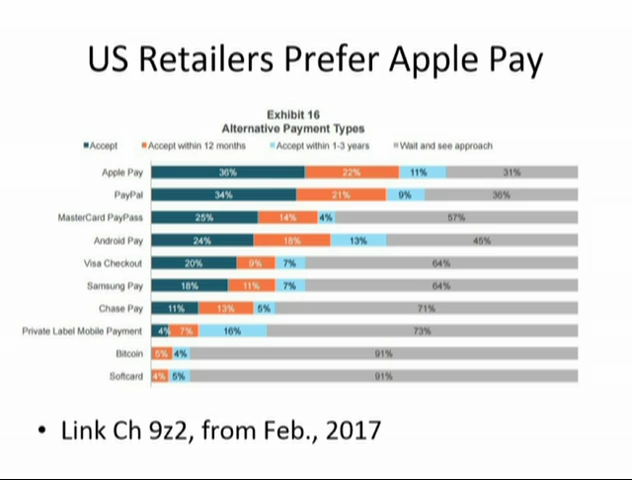 US Retailers Prefer Apple Pay
Exhibit 16
Alternative Payment Types
Accept Accept within 12 months Accept within 1-3 years Wait and see approach
Apple Pay 36% 22% 11% 31%
PayPal 34% 21% 9% 36%
MasterCard PayPass 25% 14% 4% 57%
Android Pay 24% 18% 13% 45%
Visa Checkout 20% 9% 7% 64%
Samsung Pay 18% 11% 7% 64%
Chase Pay 11% 13% 5% 71%
Private Label Mobile Payment 4% 7% 16% 73%
Bitcoin 5% 4% 91%
Softcard 4% 5% 91%
• Link Ch 9z2, from Feb., 2017